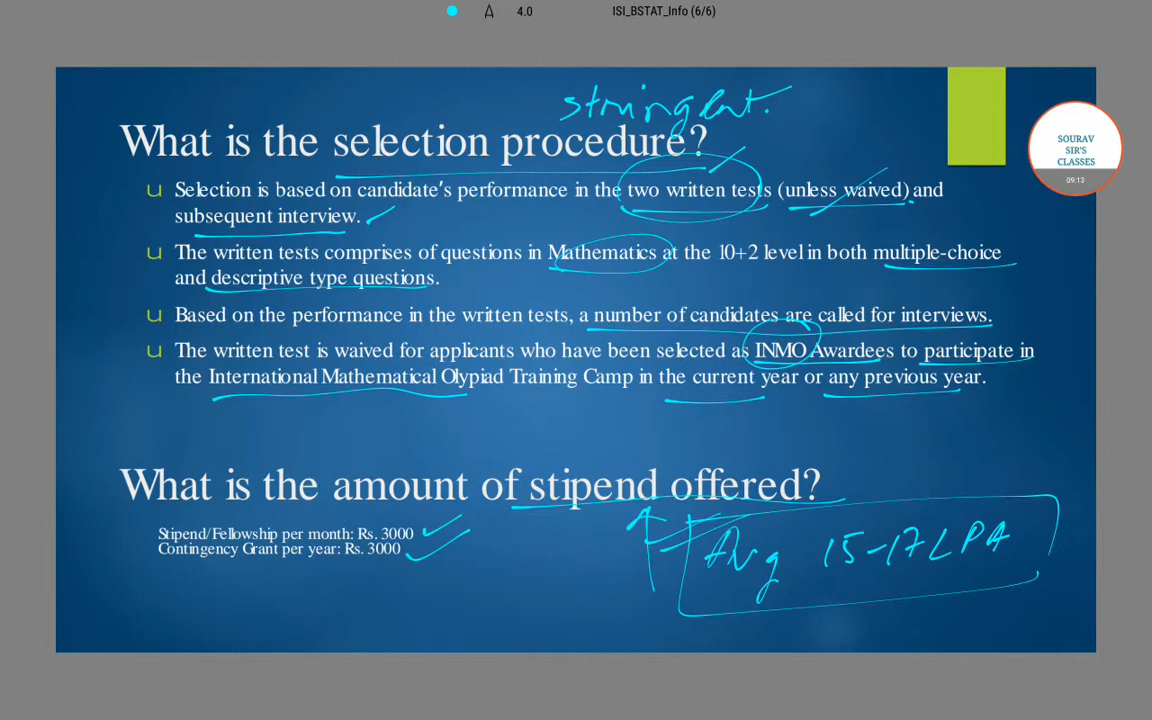 4.0
ISI_BSTAT_Info (6/6)
stringent.
What is the selection procedure?
SOURAV
SIR'S
CLASSES
09:13
Selection is based on candidate's performance in the two written tests (unless waived) and
subsequent interview.
The written tests comprises of questions in Mathematics at the 10+2 level in both multiple-choice
and descriptive type questions.
Based on the performance in the written tests, a number of candidates are called for interviews.
The written test is waived for applicants who have been selected as INMO Awardees to participate in
the International Mathematical Olypiad Training Camp in the current year or any previous year.
What is the amount of stipend offered?
Stipend/Fellowship per month: Rs. 3000
Contingency Grant per year: Rs. 3000
Avg 15-17 LPA